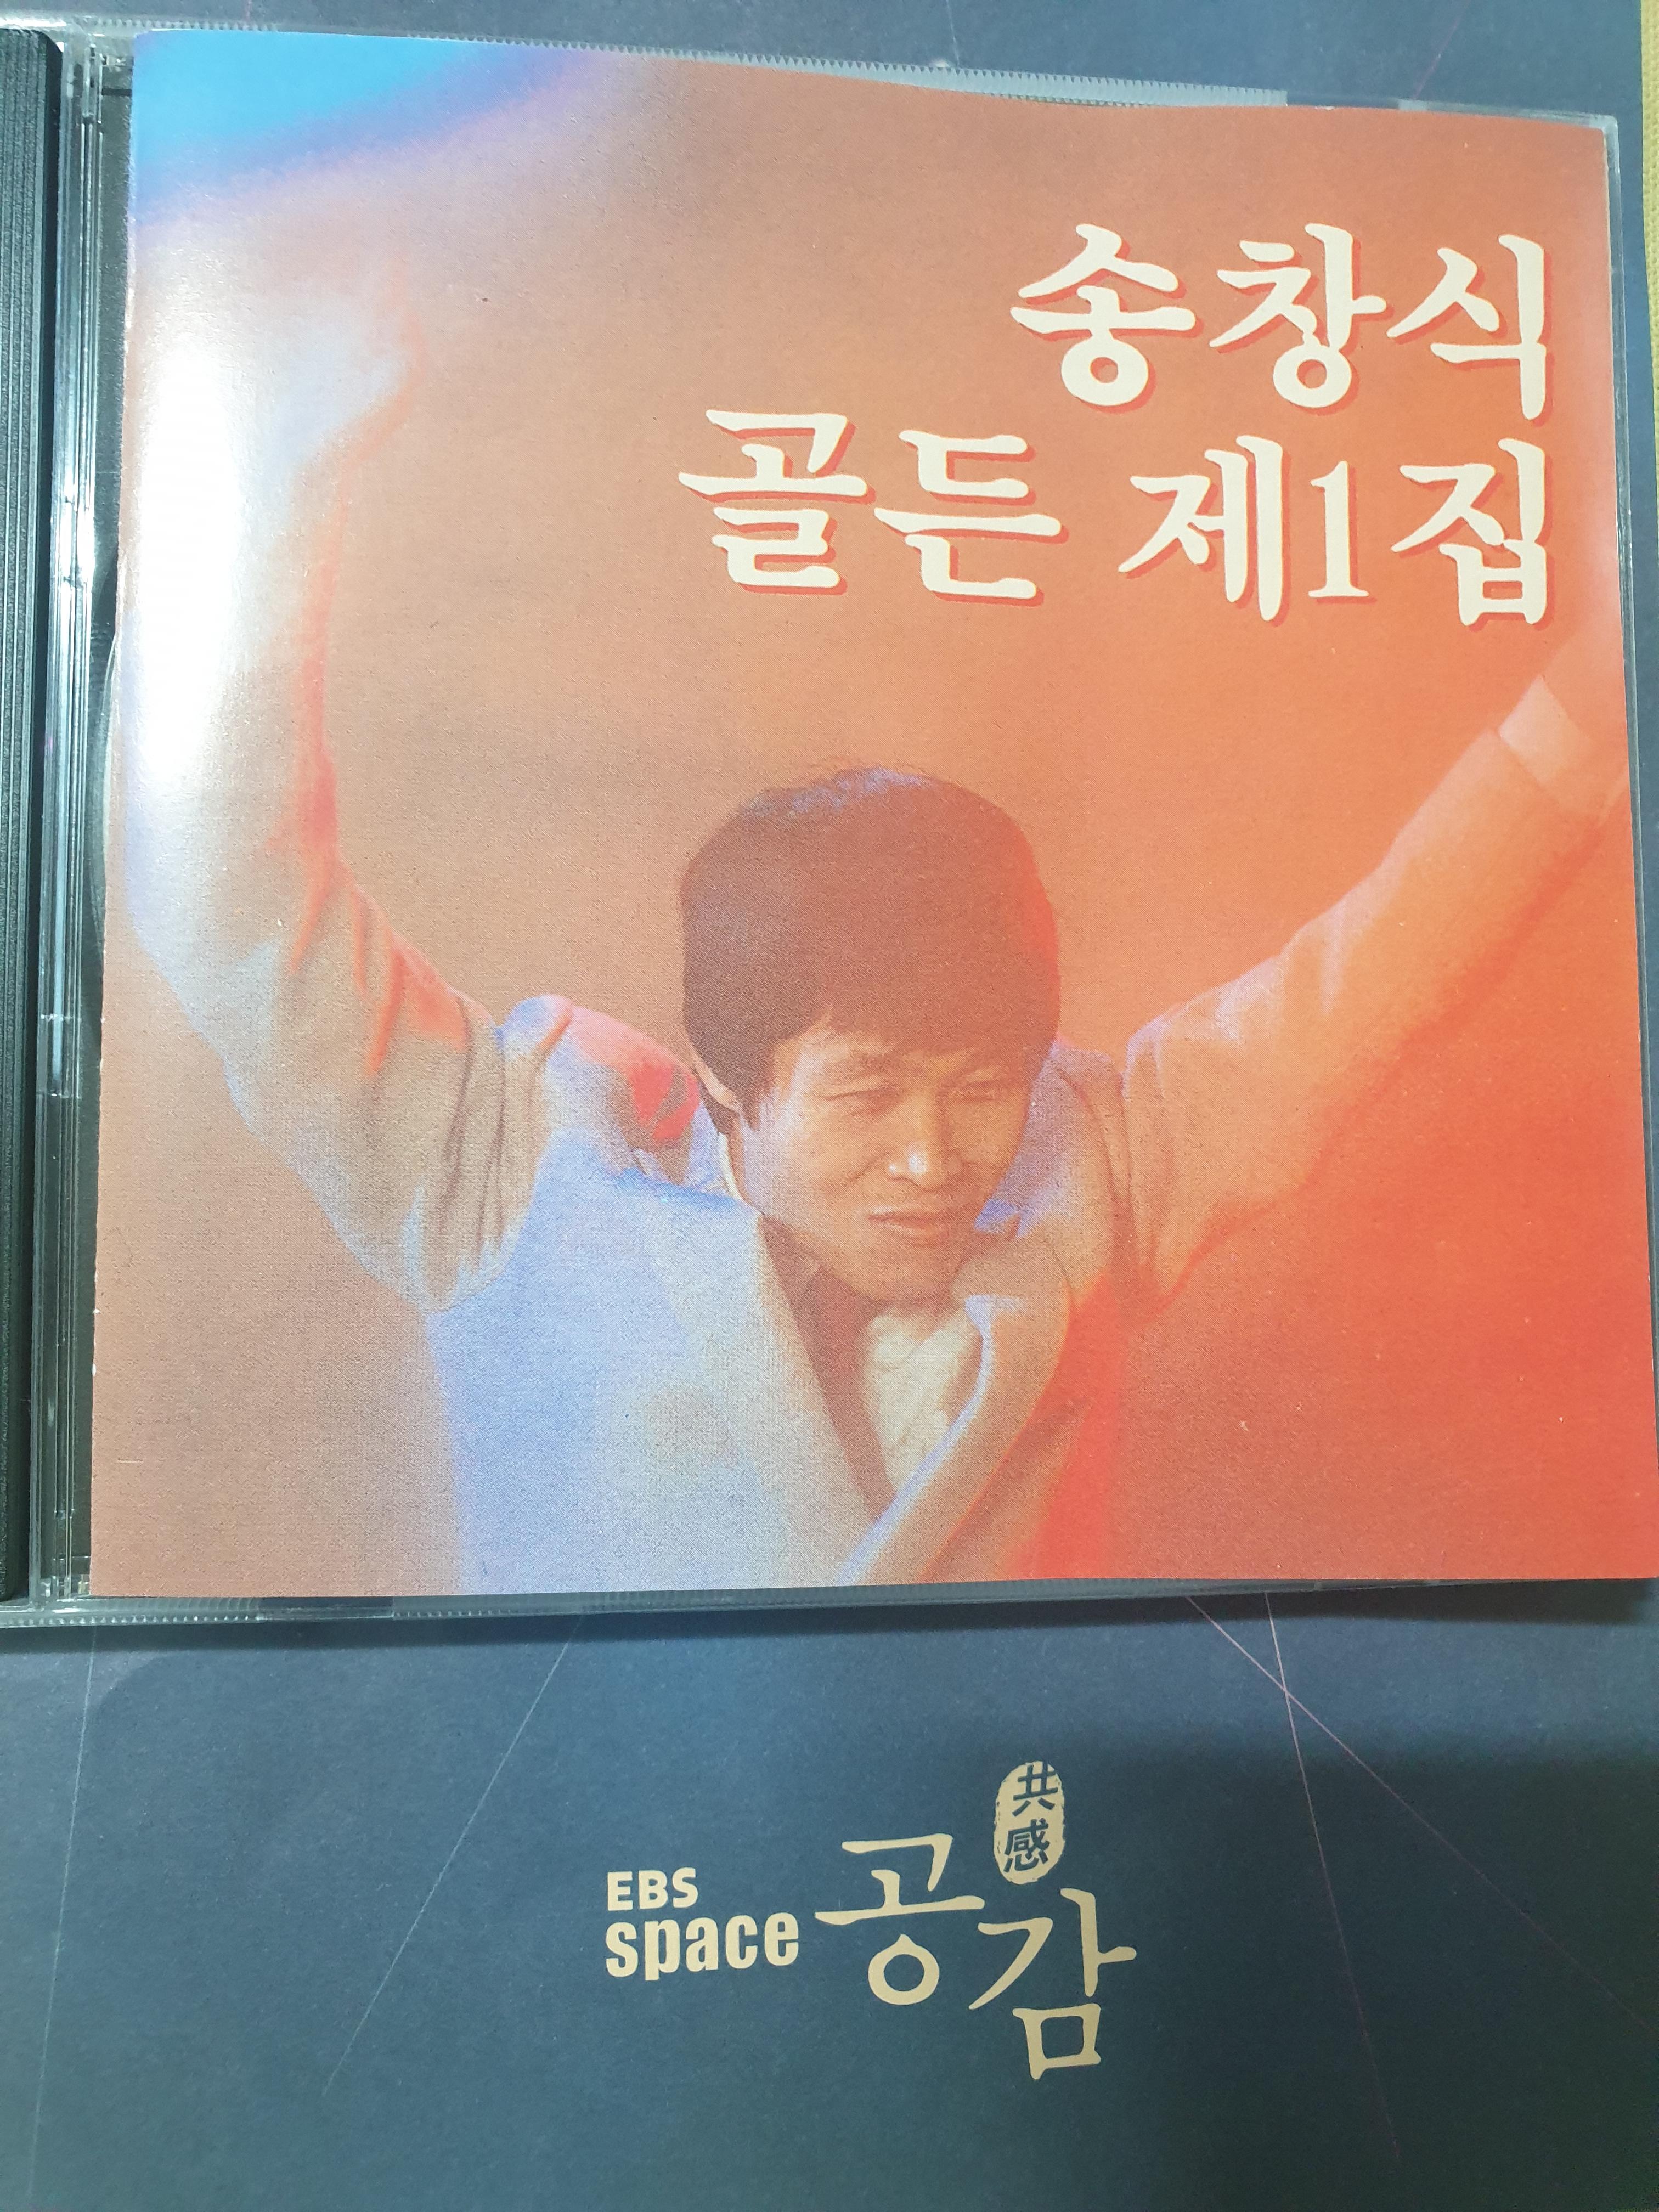 송창식
골든 제1집
共感
EBS
space
공감